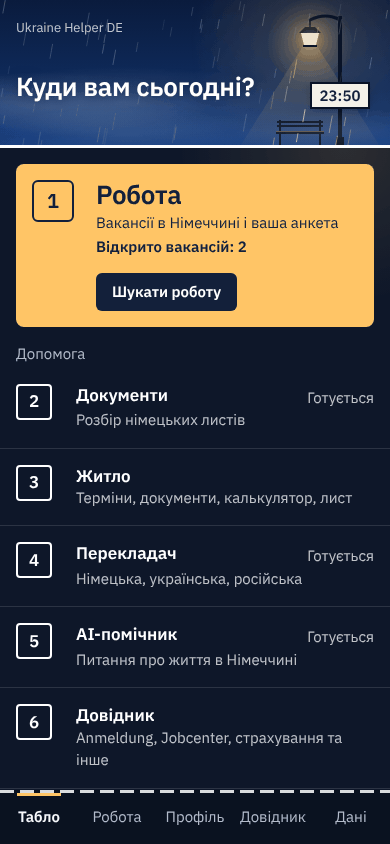 Ukraine Helper DE
Куди вам сьогодні?
23:50
1
Робота
Вакансії в Німеччині і ваша анкета
Відкрито вакансій: 2
Шукати роботу
Допомога
2
Документи
Готується
Розбір німецьких листів
3
Житло
Терміни, документи, калькулятор, лист
4
Перекладач
Готується
Німецька, українська, російська
5
AI-помічник
Готується
Питання про життя в Німеччині
6
Довідник
Anmeldung, Jobcenter, страхування та
інше
Табло
Робота
Профіль
Довідник
Дані